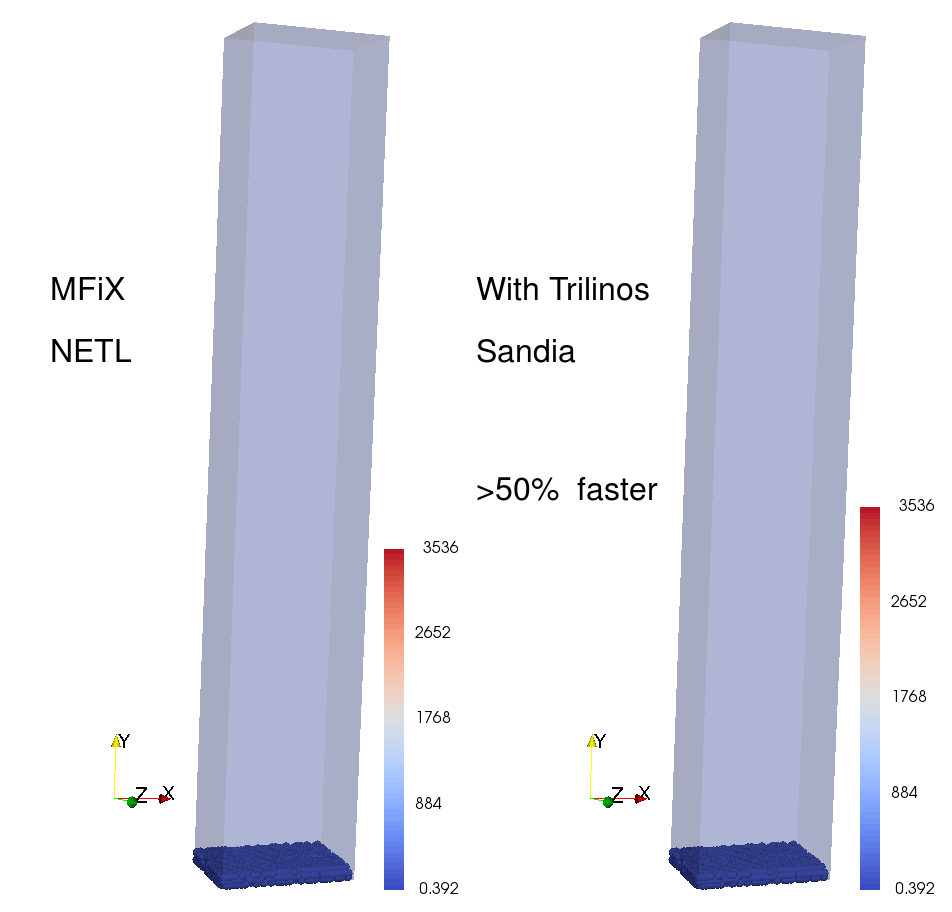 MFiX
NETL
3536
2652
1768
884
0.392
Y
Z
X
With Trilinos
Sandia
>50% faster
3536
2652
1768
884
0.392
Y
Z
X